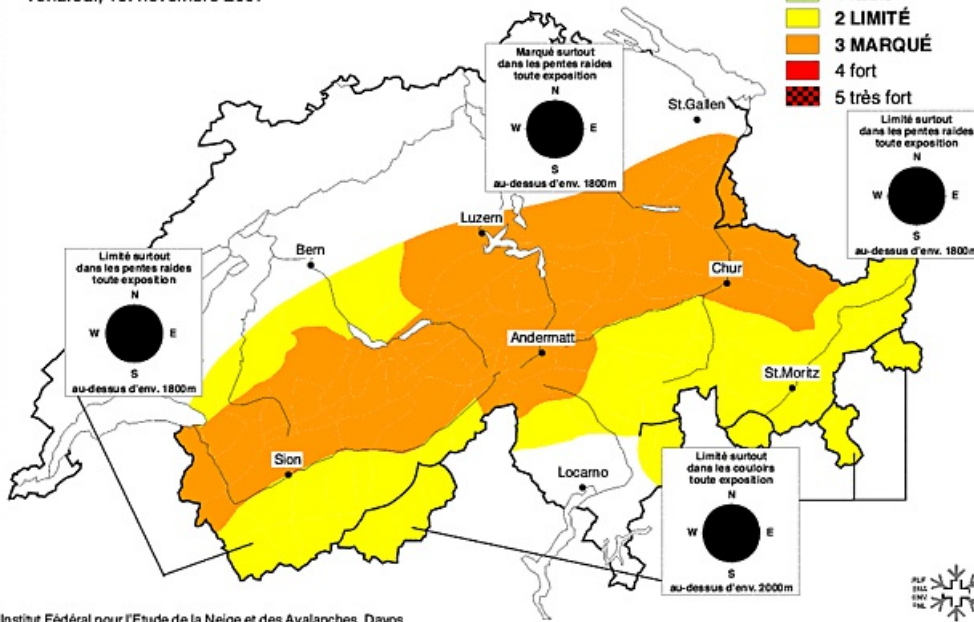 2 LIMITÉ
3 MARQUÉ
4 fort
5 très fort
Marqué surtout
dans les pentes raides
toute exposition
N
W E
S
au-dessus d'env. 1800m
St.Gallen
Limité surtout
dans les pentes raides
toute exposition
N
W E
S
au-dessus d'env. 1800m
Luzern
Bern
Limité surtout
dans les pentes raides
toute exposition
N
W E
S
au-dessus d'env. 1800m
Chur
Andermatt
St.Moritz
Sion
Locarno
Limité surtout
dans les couloirs
toute exposition
N
W E
S
au-dessus d'env. 2000m
SLF
Institut Fédéral pour l'Etude de la Neige et des Avalanches, Davos